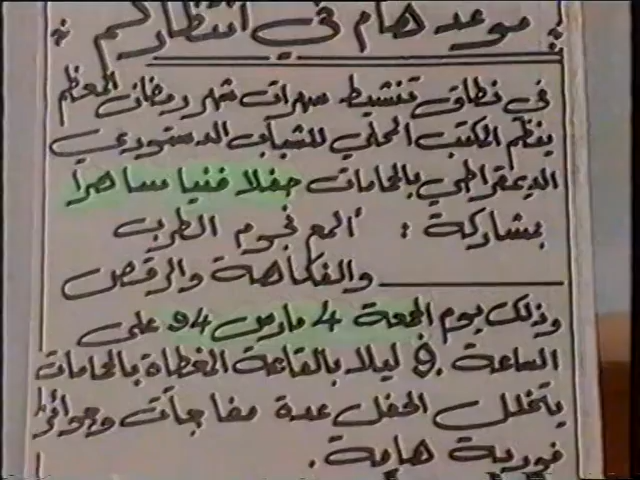 موعد هام في انتظاركم
في نطاق تنشيط سهرات شهر رمضان المعظم
ينظم المكتب المحلي للشباب الدستوري
الديمقراطي بالحامات حفلا فنيا ساهرا
بمشاركة : ألمع نجوم الطرب
والفكاهة والرقص
وذلك يوم الجمعة 4 مارس 94 على
الساعة 9. ليلا بالقاعة المغطاة بالحامات
يتخلل الحفل عدة مفاجآت وجوائز
فورية هامة.